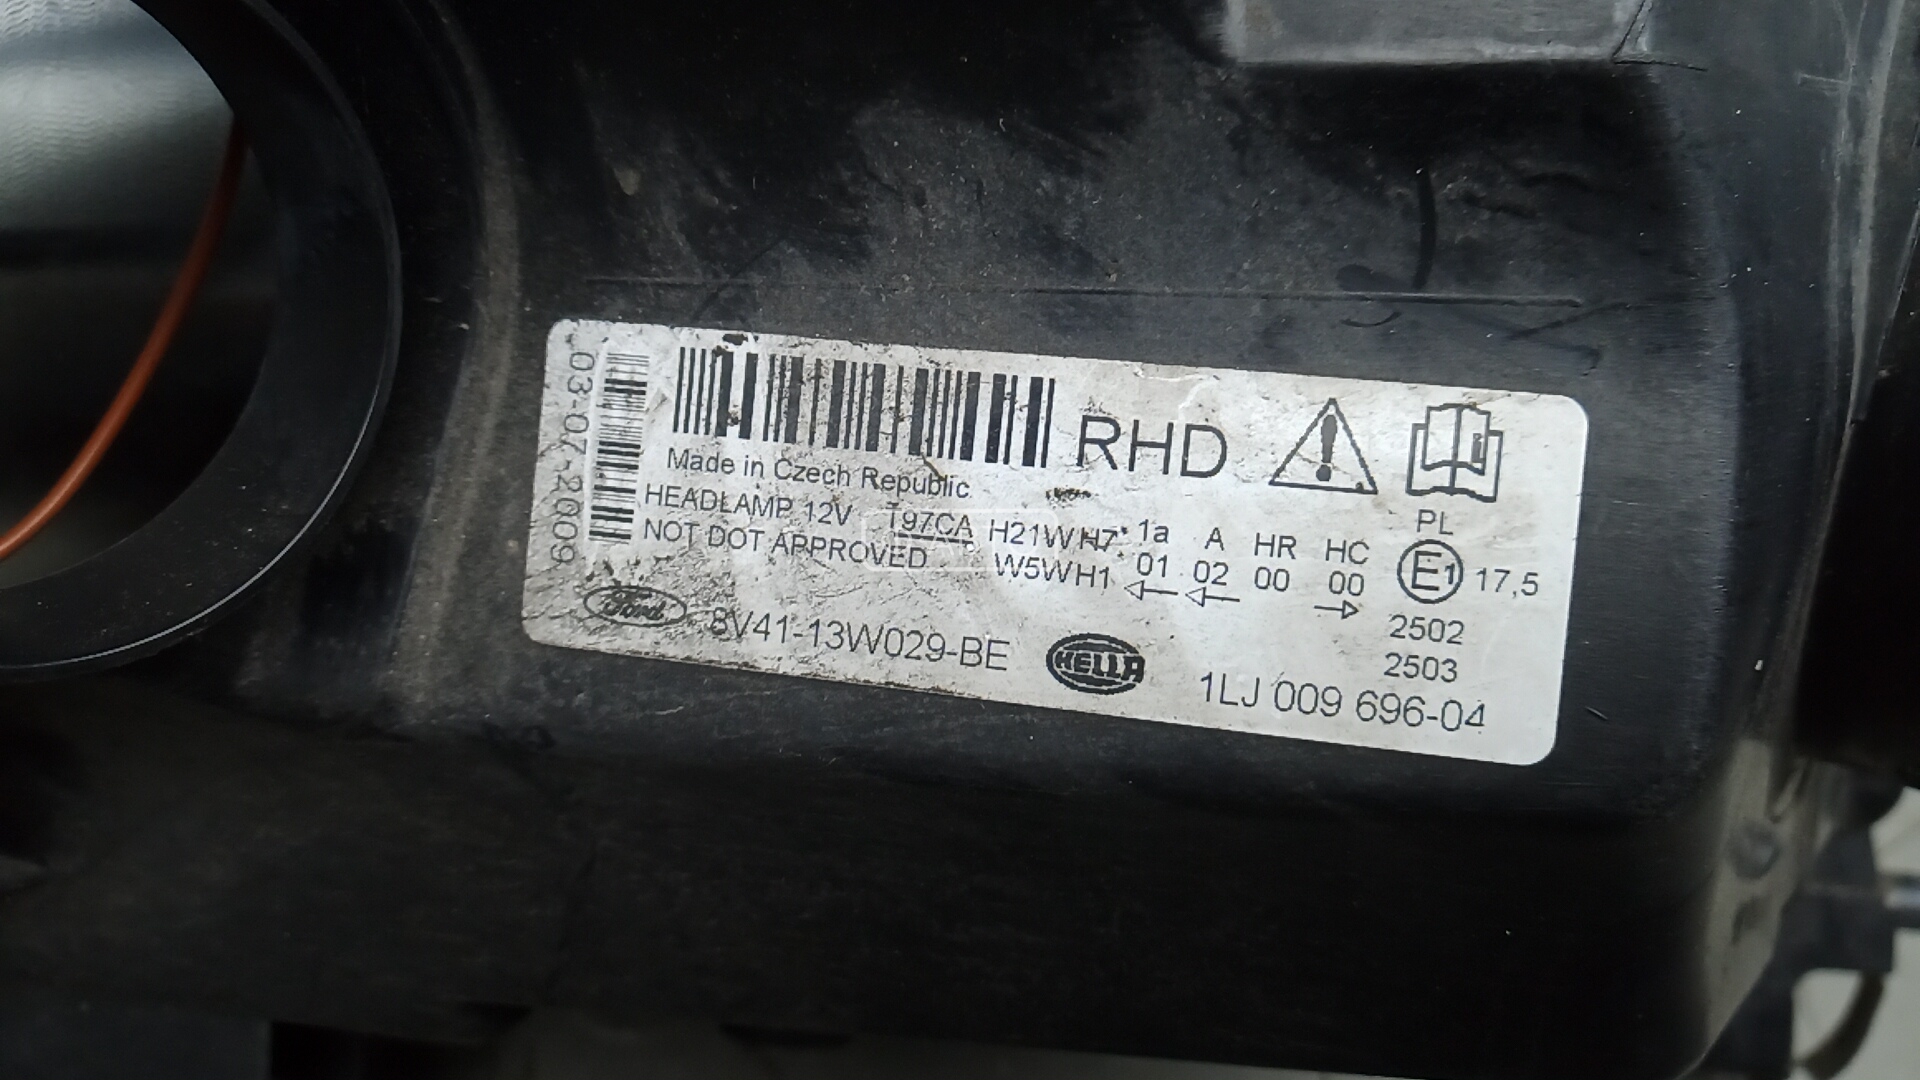 03-07-2009
RHD
Made in Czech Republic
HEADLAMP 12V T97CA H21W H7 1a A HR HC PL
NOT DOT APPROVED W5W H1 01 02 00 00 E1 17,5
← ← → 2502
2503
Ford 8V41-13W029-BE HELLA 1LJ 009 696-04